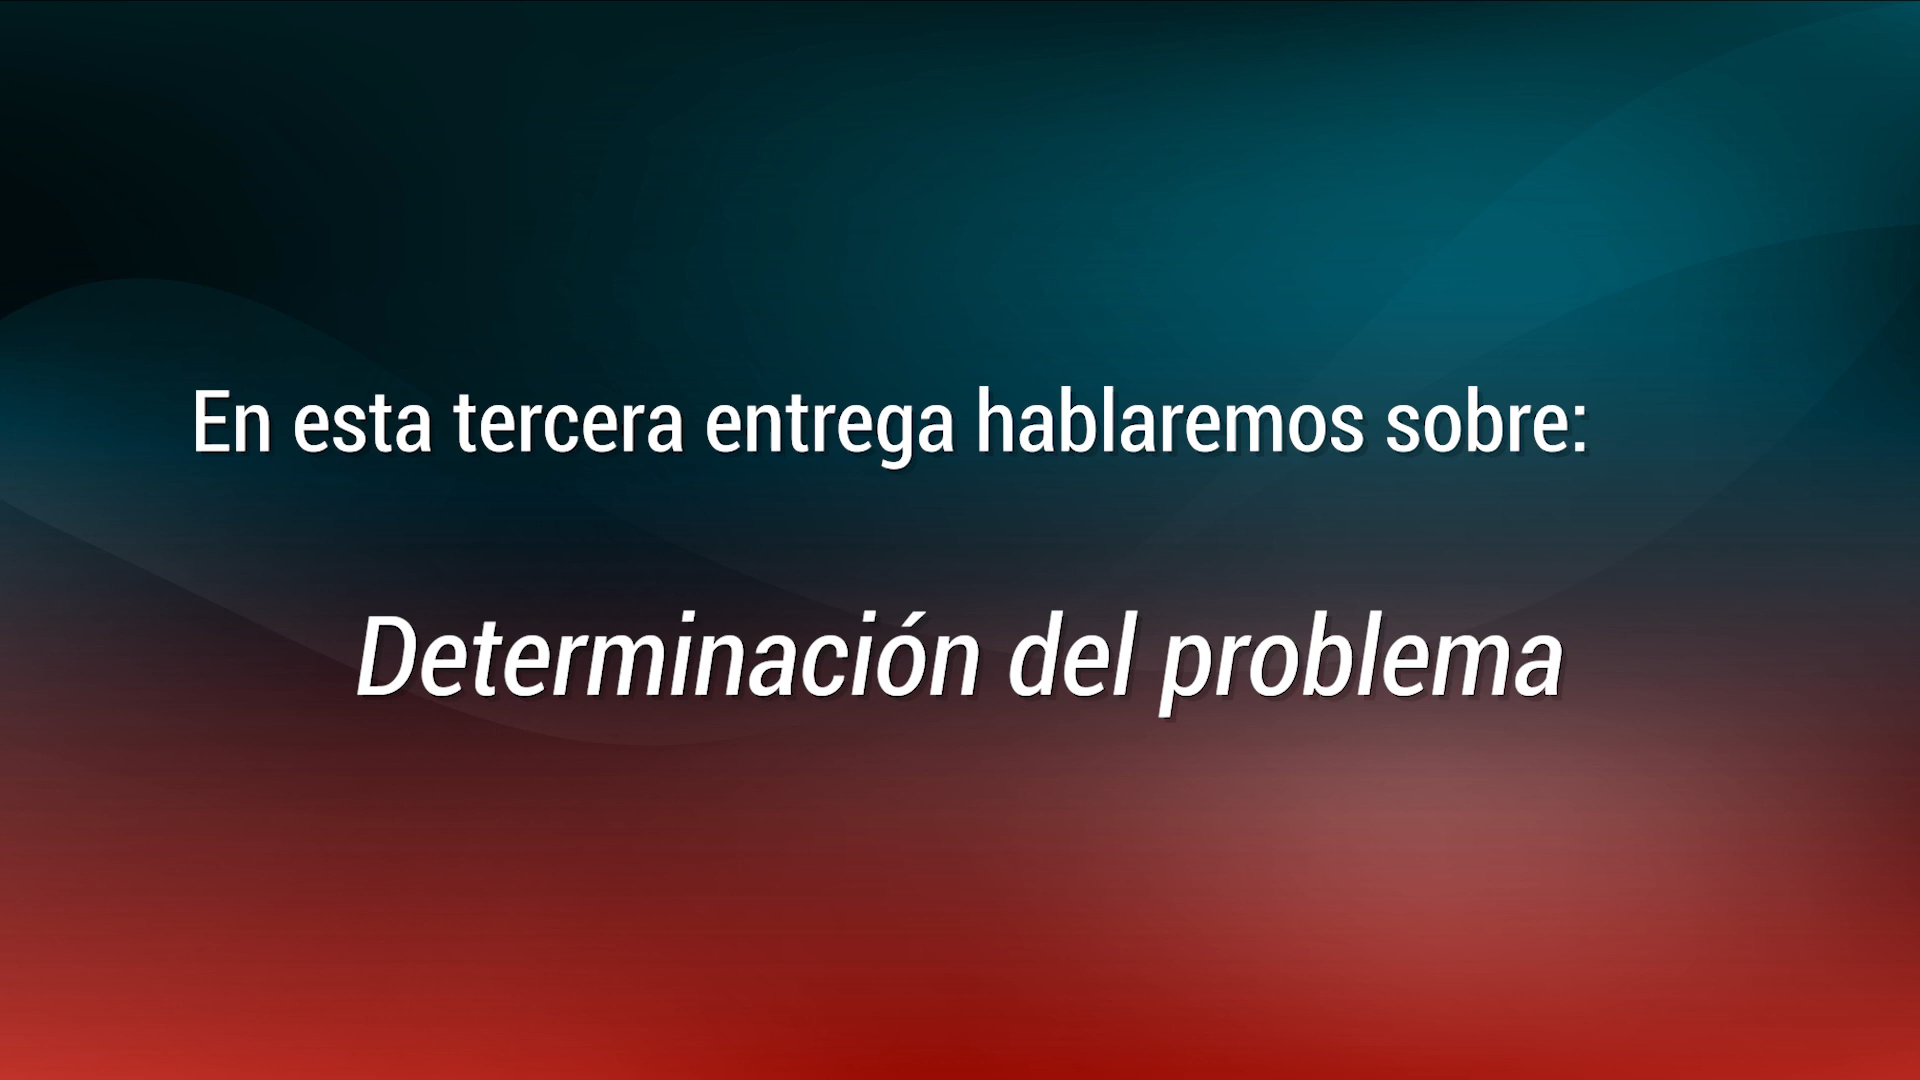 En esta tercera entrega hablaremos sobre:
Determinación del problema